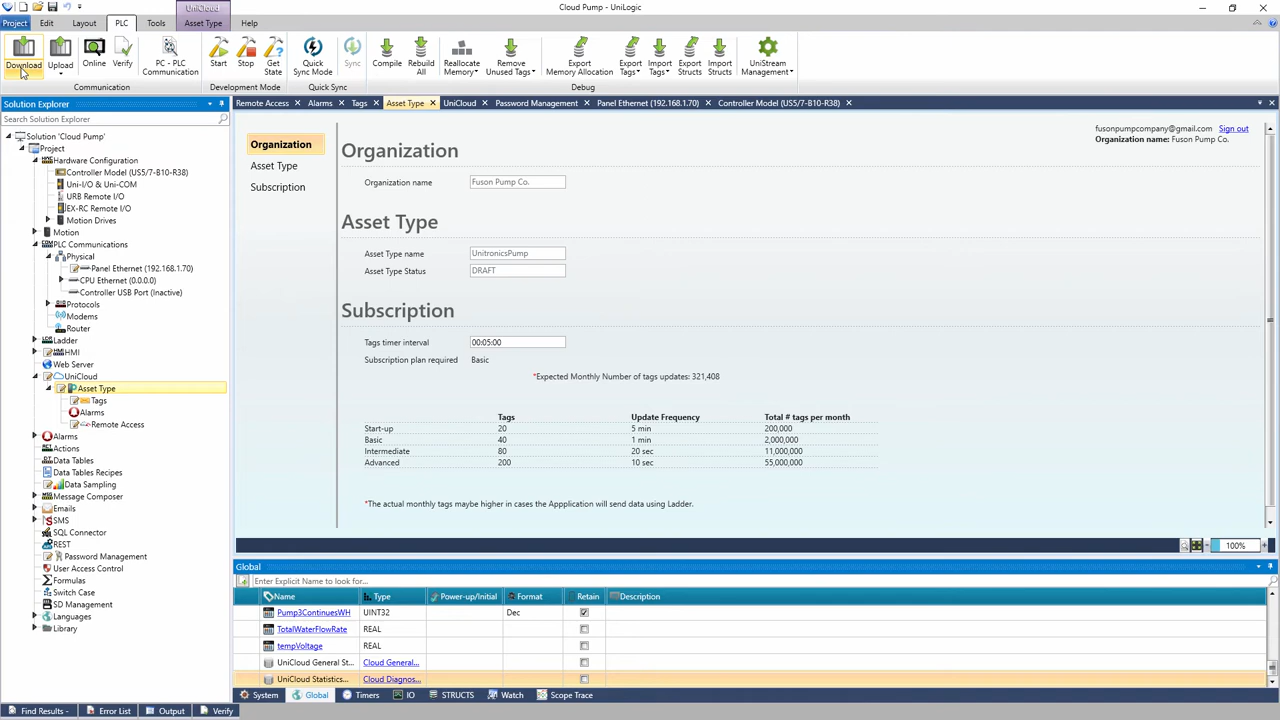 UniCloud
Cloud Pump - UniLogic
Project Edit Layout PLC Tools Asset Type Help
Download Upload Online Verify PC - PLC Communication Start Stop Get State Quick Sync Mode Sync Compile Rebuild All Reallocate Memory Remove Unused Tags Export Memory Allocation Export Tags Import Tags Export Structs Import Structs UniStream Management
Communication Development Mode Quick Sync Debug
Solution Explorer
Search Solution Explorer
Solution 'Cloud Pump'
Project
Hardware Configuration
Controller Model (US5/7-B10-R38)
Uni-I/O & Uni-COM
URB Remote I/O
EX-RC Remote I/O
Motion Drives
Motion
PLC Communications
Physical
Panel Ethernet (192.168.1.70)
CPU Ethernet (0.0.0.0)
Controller USB Port (Inactive)
Protocols
Modems
Router
Ladder
HMI
Web Server
UniCloud
Asset Type
Tags
Alarms
Remote Access
Alarms
Actions
Data Tables
Data Tables Recipes
Data Sampling
Message Composer
Emails
SMS
SQL Connector
REST
Password Management
User Access Control
Formulas
Switch Case
SD Management
Languages
Library
Remote Access Alarms Tags Asset Type UniCloud Password Management Panel Ethernet (192.168.1.70) Controller Model (US5/7-B10-R38)
Organization
Asset Type
Subscription
fusonpumpcompany@gmail.com Sign out
Organization name: Fuson Pump Co.
Organization
Organization name Fuson Pump Co.
Asset Type
Asset Type name UnitronicsPump
Asset Type Status DRAFT
Subscription
Tags timer interval 00:05:00
Subscription plan required Basic
*Expected Monthly Number of tags updates: 321,408
Tags Update Frequency Total # tags per month
Start-up 20 5 min 200,000
Basic 40 1 min 2,000,000
Intermediate 80 20 sec 11,000,000
Advanced 200 10 sec 55,000,000
*The actual monthly tags maybe higher in cases the Appplication will send data using Ladder.
100%
Global
Enter Explicit Name to look for...
Name Type Power-up/Initial Format Retain Description
Pump3ContinuesWH UINT32 Dec
TotalWaterFlowRate REAL
tempVoltage REAL
UniCloud General St... Cloud General...
UniCloud Statistics... Cloud Diagnos...
System Global Timers IO STRUCTS Watch Scope Trace
Find Results - Error List Output Verify